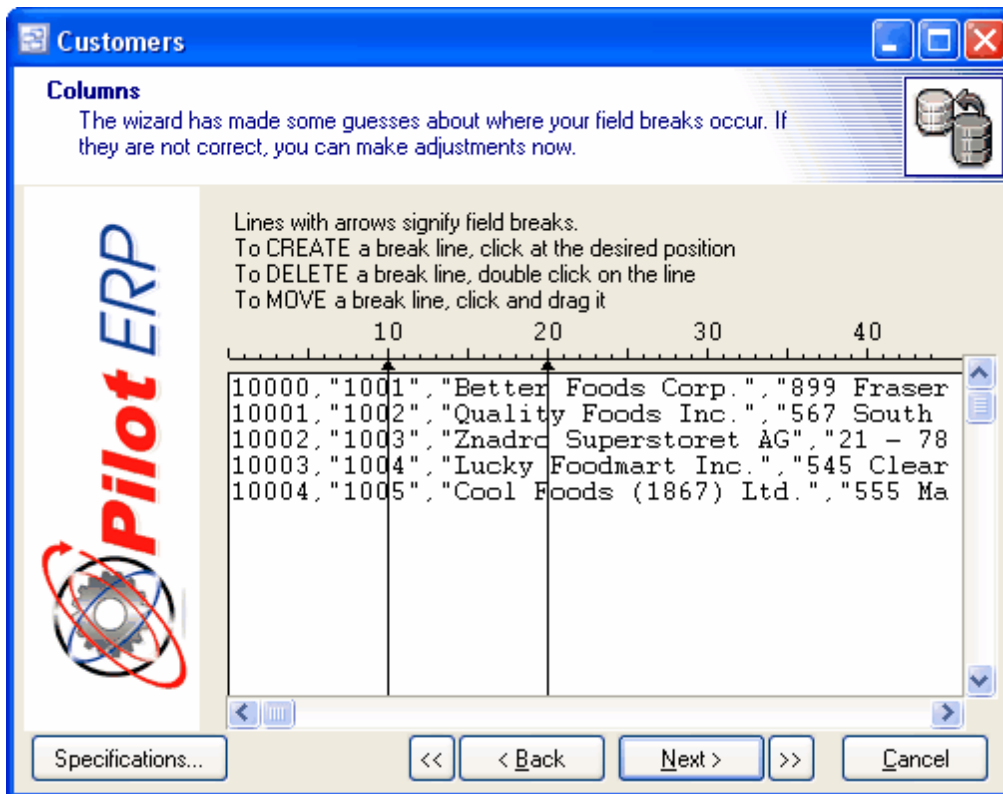 Customers
Columns
The wizard has made some guesses about where your field breaks occur. If
they are not correct, you can make adjustments now.
Pilot ERP
Lines with arrows signify field breaks.
To CREATE a break line, click at the desired position
To DELETE a break line, double click on the line
To MOVE a break line, click and drag it
10 20 30 40
10000,"1001","Better Foods Corp.","899 Fraser
10001,"1002","Quality Foods Inc.","567 South
10002,"1003","Znadro Superstoret AG","21 – 78
10003,"1004","Lucky Foodmart Inc.","545 Clear
10004,"1005","Cool Foods (1867) Ltd.","555 Ma
Specifications... << < Back Next > >> Cancel